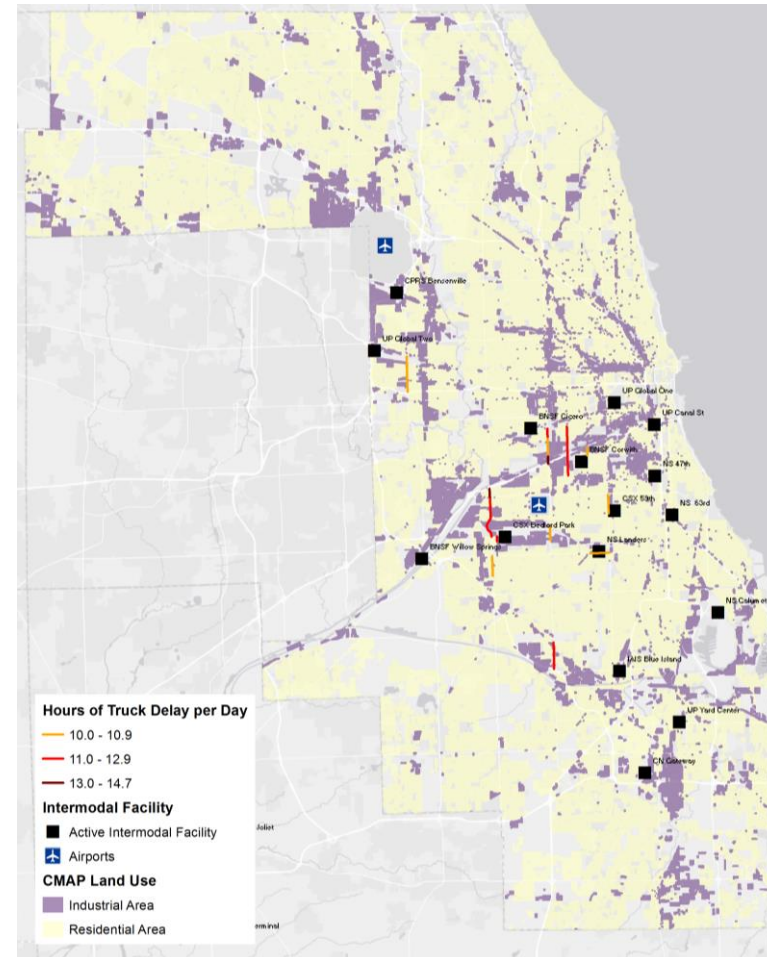 CPRS Bensenville
UP Global Two
UP Global One
BNSF Cicero
UP Canal St
BNSF Corwith
NS 47th
CSX 59th
NS 63rd
CSX Bedford Park
NS Landers
BNSF Willow Springs
NS Calumet
IAIS Blue Island
UP Yard Center
CN Gateway
Joliet
Hours of Truck Delay per Day
10.0 - 10.9
11.0 - 12.9
13.0 - 14.7
Intermodal Facility
Active Intermodal Facility
Airports
CMAP Land Use
Industrial Area
Residential Area